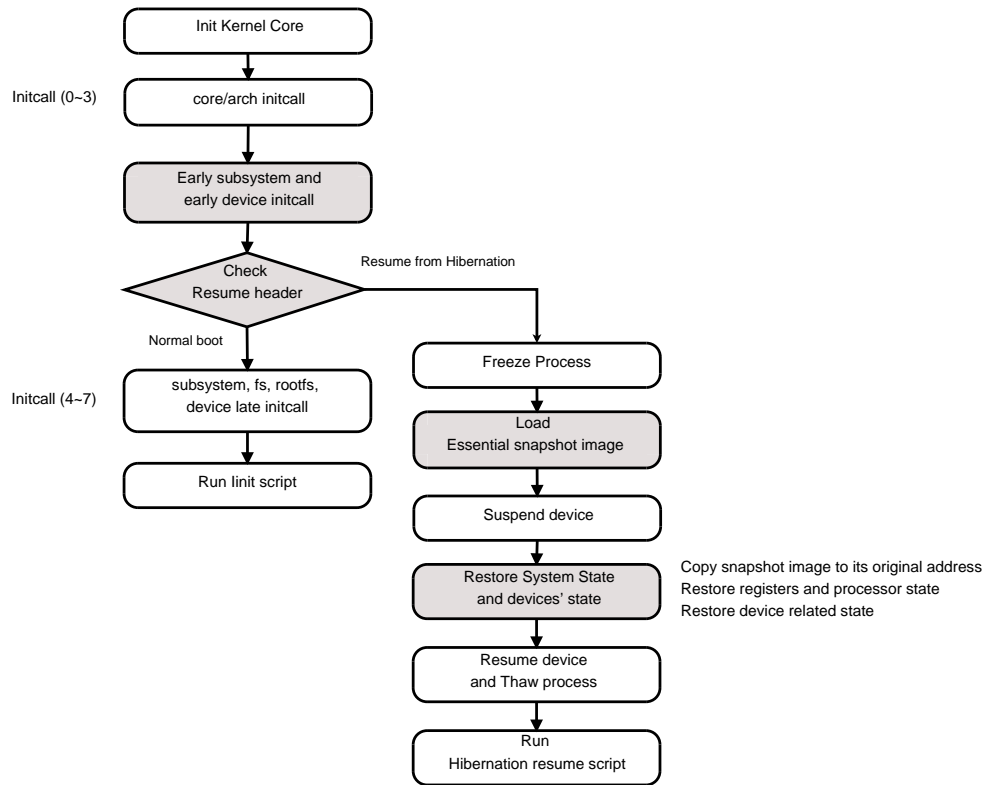 Init Kernel Core
Initcall (0~3)
core/arch initcall
Early subsystem and
early device initcall
Check
Resume header
Resume from Hibernation
Normal boot
Initcall (4~7)
subsystem, fs, rootfs,
device late initcall
Run Iinit script
Freeze Process
Load
Essential snapshot image
Suspend device
Restore System State
and devices’ state
Copy snapshot image to its original address
Restore registers and processor state
Restore device related state
Resume device
and Thaw process
Run
Hibernation resume script